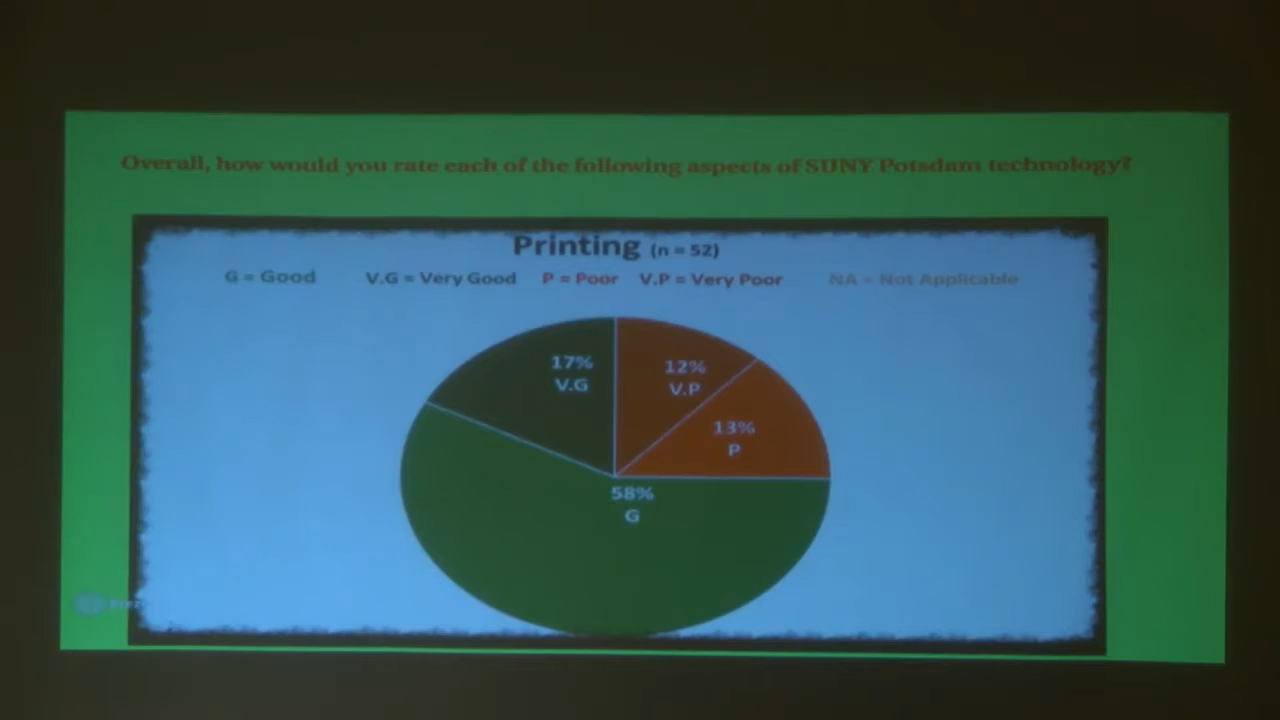 Overall, how would you rate each of the following aspects of SUNY Potsdam technology?
Printing (n = 52)
G = Good V.G = Very Good P = Poor V.P = Very Poor NA = Not Applicable
17%
V.G
12%
V.P
13%
P
58%
G